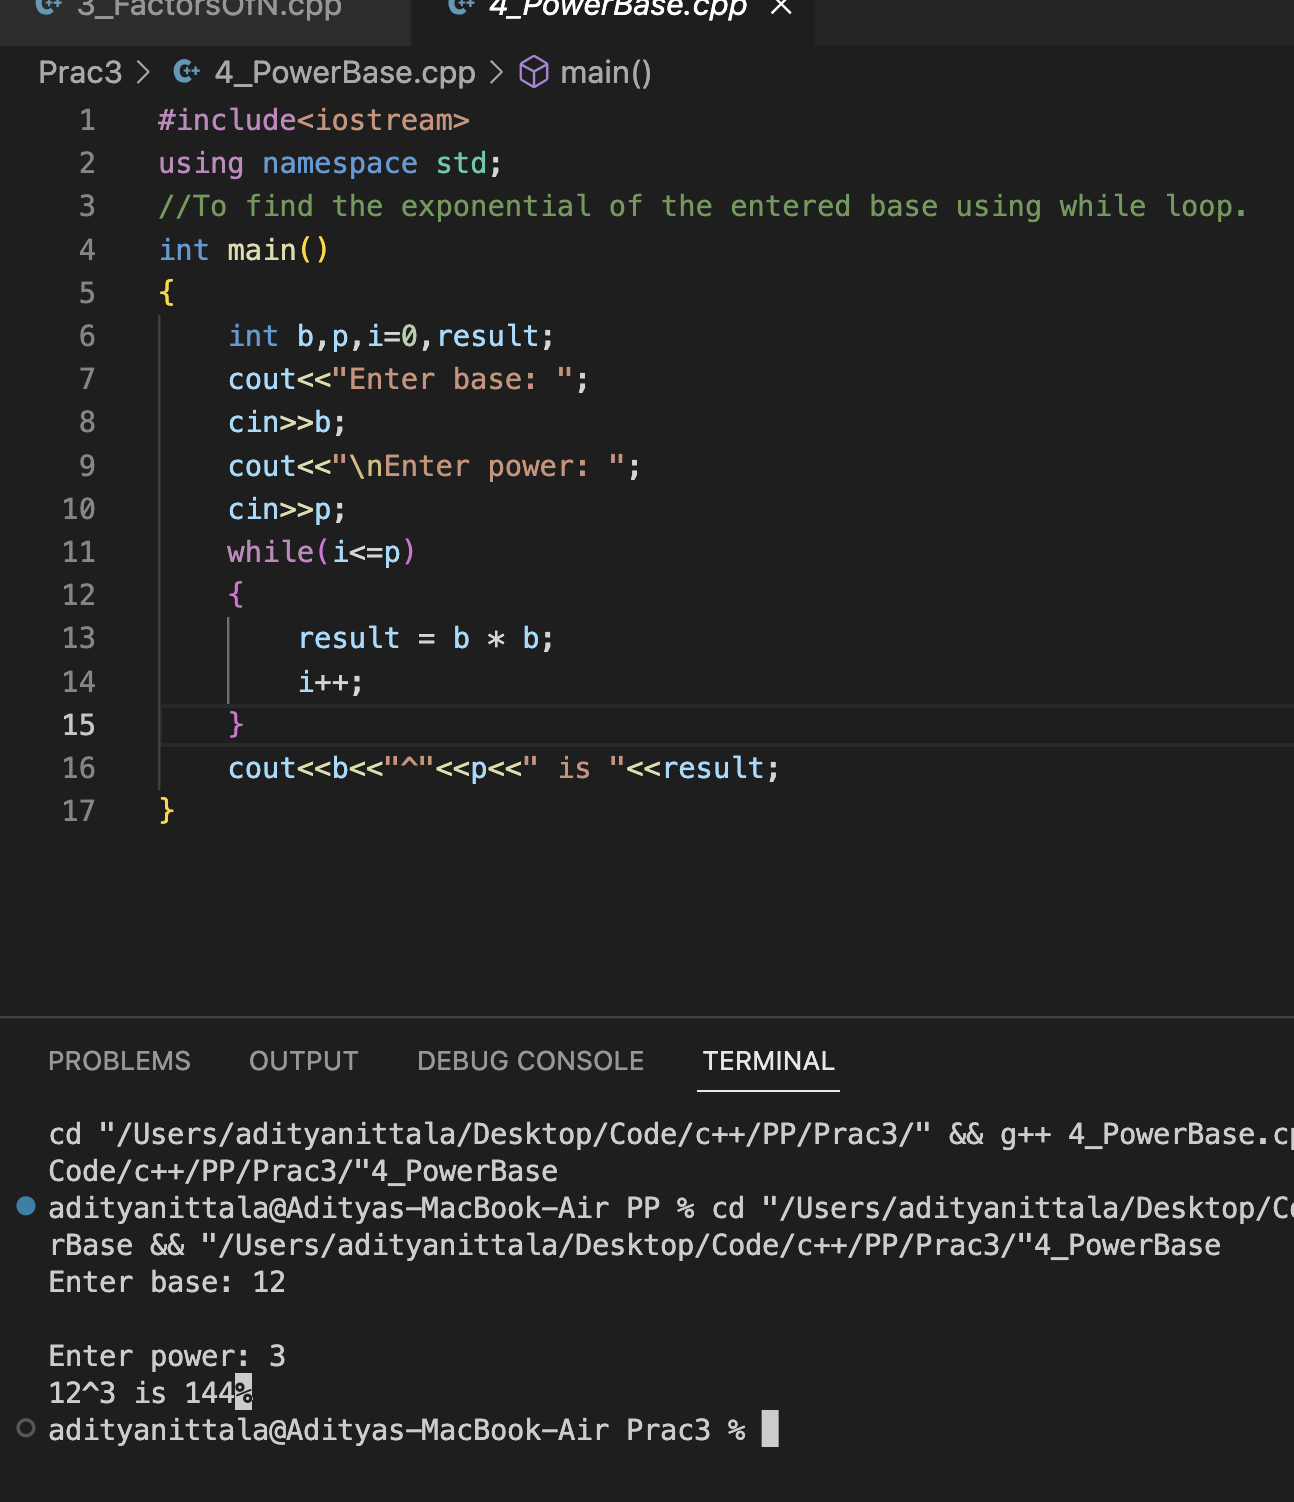 3_FactorsOfN.cpp 4_PowerBase.cpp
Prac3 > 4_PowerBase.cpp > main()
1 #include<iostream>
2 using namespace std;
3 //To find the exponential of the entered base using while loop.
4 int main()
5 {
6 int b,p,i=0,result;
7 cout<<"Enter base: ";
8 cin>>b;
9 cout<<"\nEnter power: ";
10 cin>>p;
11 while(i<=p)
12 {
13 result = b * b;
14 i++;
15 }
16 cout<<b<<"^"<<p<<" is "<<result;
17 }
PROBLEMS OUTPUT DEBUG CONSOLE TERMINAL
cd "/Users/adityanittala/Desktop/Code/c++/PP/Prac3/" && g++ 4_PowerBase.cp
Code/c++/PP/Prac3/"4_PowerBase
adityanittala@Adityas-MacBook-Air PP % cd "/Users/adityanittala/Desktop/Co
rBase && "/Users/adityanittala/Desktop/Code/c++/PP/Prac3/"4_PowerBase
Enter base: 12
Enter power: 3
12^3 is 144%
adityanittala@Adityas-MacBook-Air Prac3 %